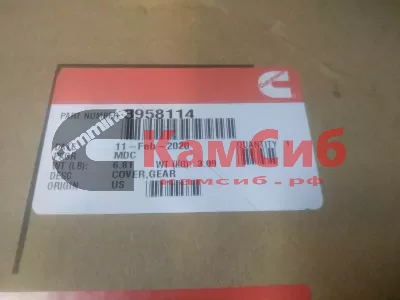 PART NUMBER 3958114
Cummins
DATE 11-Feb-2020 QUANTITY 1
MDC
WT (LB): 6.81 WT (KG): 3.09
DESC COVER,GEAR
ORIGIN US
КамСиб
камсиб.рф